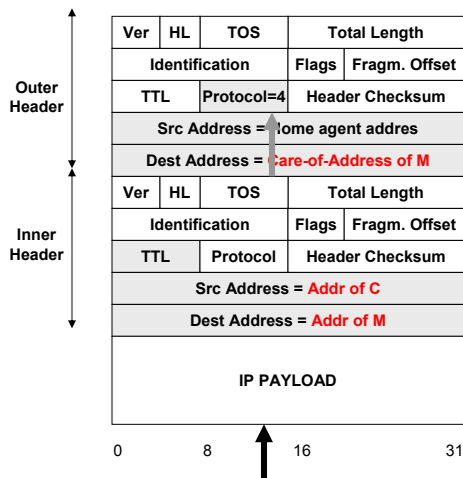 Ver HL TOS Total Length
Identification Flags Fragm. Offset
Outer Header
TTL Protocol=4 Header Checksum
Src Address = Home agent addres
Dest Address = Care-of-Address of M
Ver HL TOS Total Length
Identification Flags Fragm. Offset
Inner Header
TTL Protocol Header Checksum
Src Address = Addr of C
Dest Address = Addr of M
IP PAYLOAD
0 8 16 31